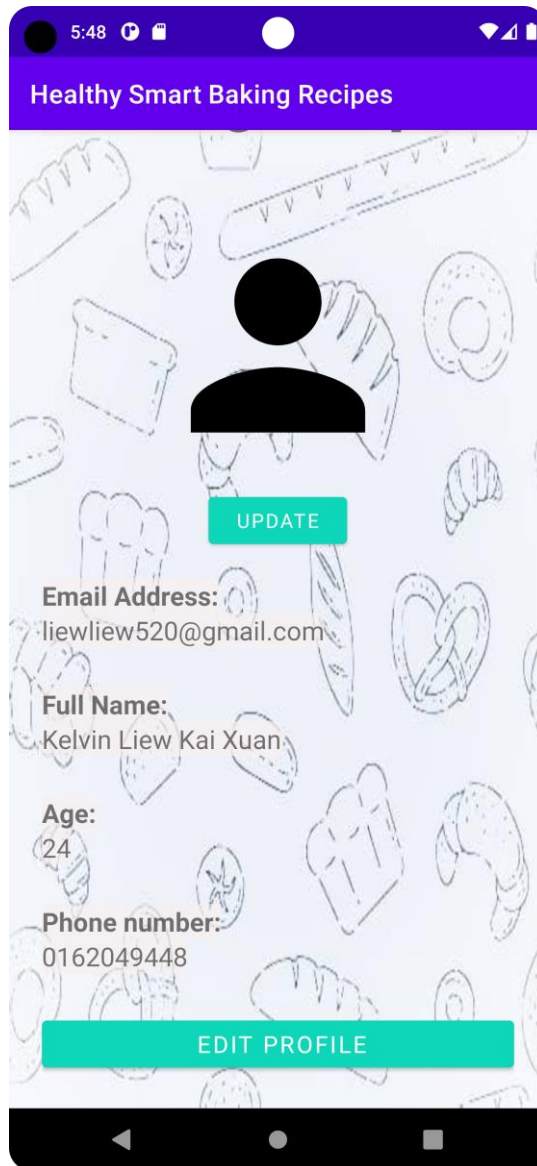 5:48
Healthy Smart Baking Recipes
UPDATE
Email Address:
liewliew520@gmail.com
Full Name:
Kelvin Liew Kai Xuan
Age:
24
Phone number:
0162049448
EDIT PROFILE